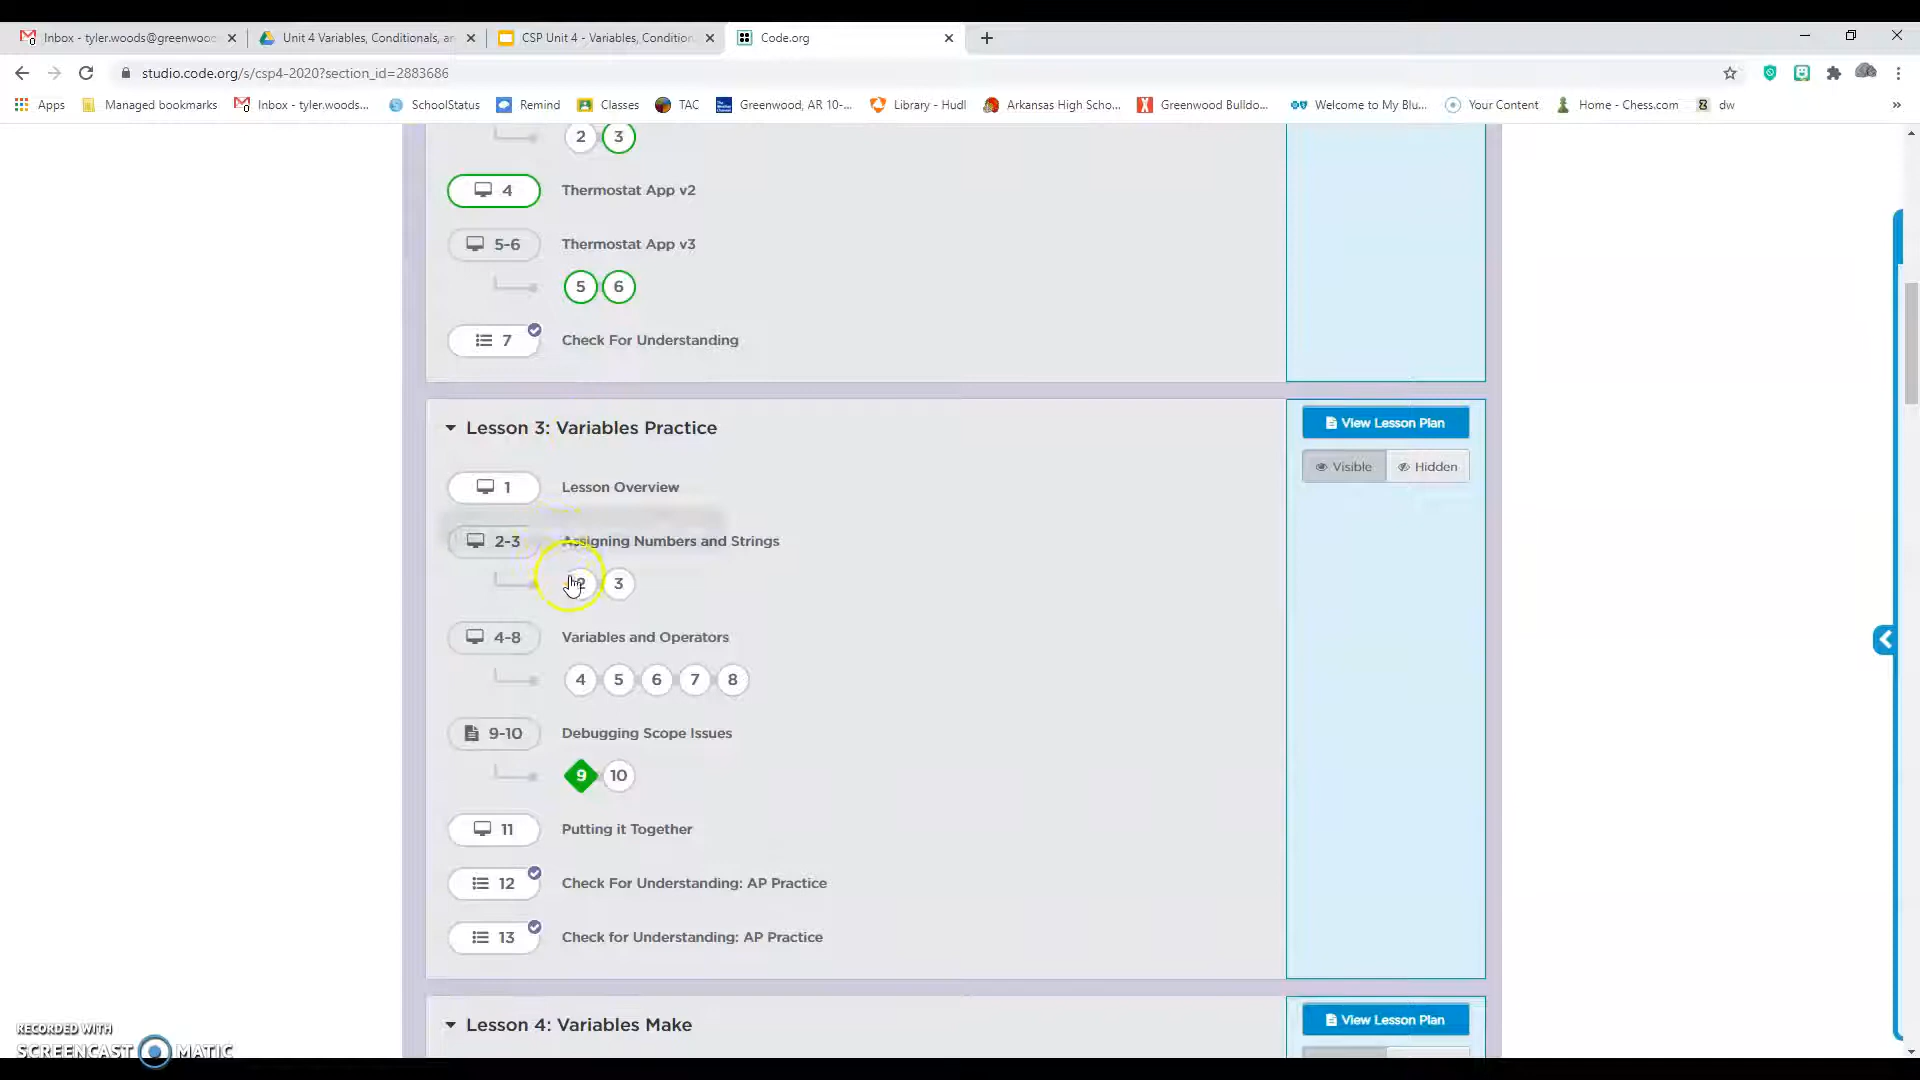 Inbox - tyler.woods@greenwood
Unit 4 Variables, Conditionals, an
CSP Unit 4 - Variables, Condition
Code.org
studio.code.org/s/csp4-2020?section_id=2883686
Apps
Managed bookmarks
Inbox - tyler.woods...
SchoolStatus
Remind
Classes
TAC
Greenwood, AR 10-...
Library - Hudl
Arkansas High Scho...
Greenwood Bulldo...
Welcome to My Blu...
Your Content
Home - Chess.com
dw
2 3
4 Thermostat App v2
5-6 Thermostat App v3
5 6
7 Check For Understanding
Lesson 3: Variables Practice
View Lesson Plan
Visible Hidden
1 Lesson Overview
2-3 Assigning Numbers and Strings
2 3
4-8 Variables and Operators
4 5 6 7 8
9-10 Debugging Scope Issues
9 10
11 Putting it Together
12 Check For Understanding: AP Practice
13 Check for Understanding: AP Practice
Lesson 4: Variables Make
View Lesson Plan
RECORDED WITH
SCREENCAST MATIC